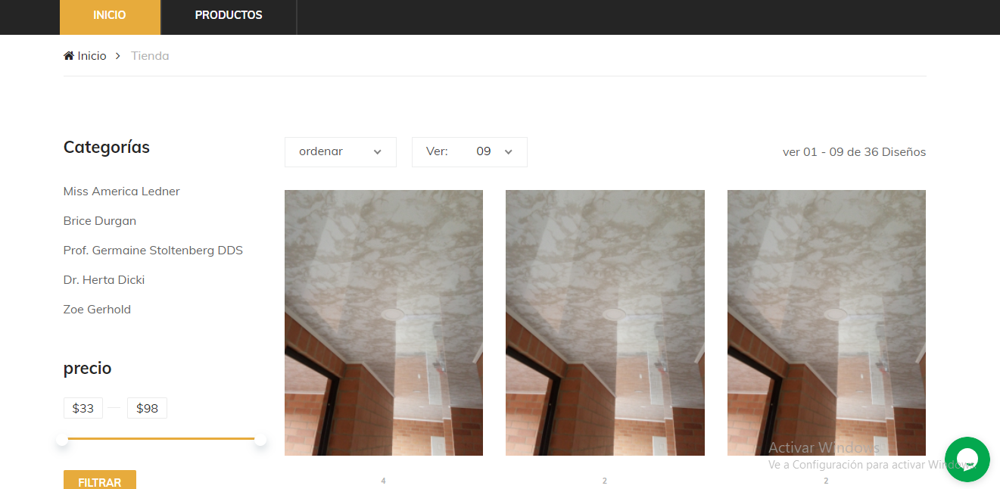 INICIO PRODUCTOS
Inicio > Tienda
Categorías
Miss America Ledner
Brice Durgan
Prof. Germaine Stoltenberg DDS
Dr. Herta Dicki
Zoe Gerhold
precio
$33 — $98
FILTRAR
ordenar Ver: 09 ver 01 - 09 de 36 Diseños
4 2 2
Activar Windows
Ve a Configuración para activar Windows.